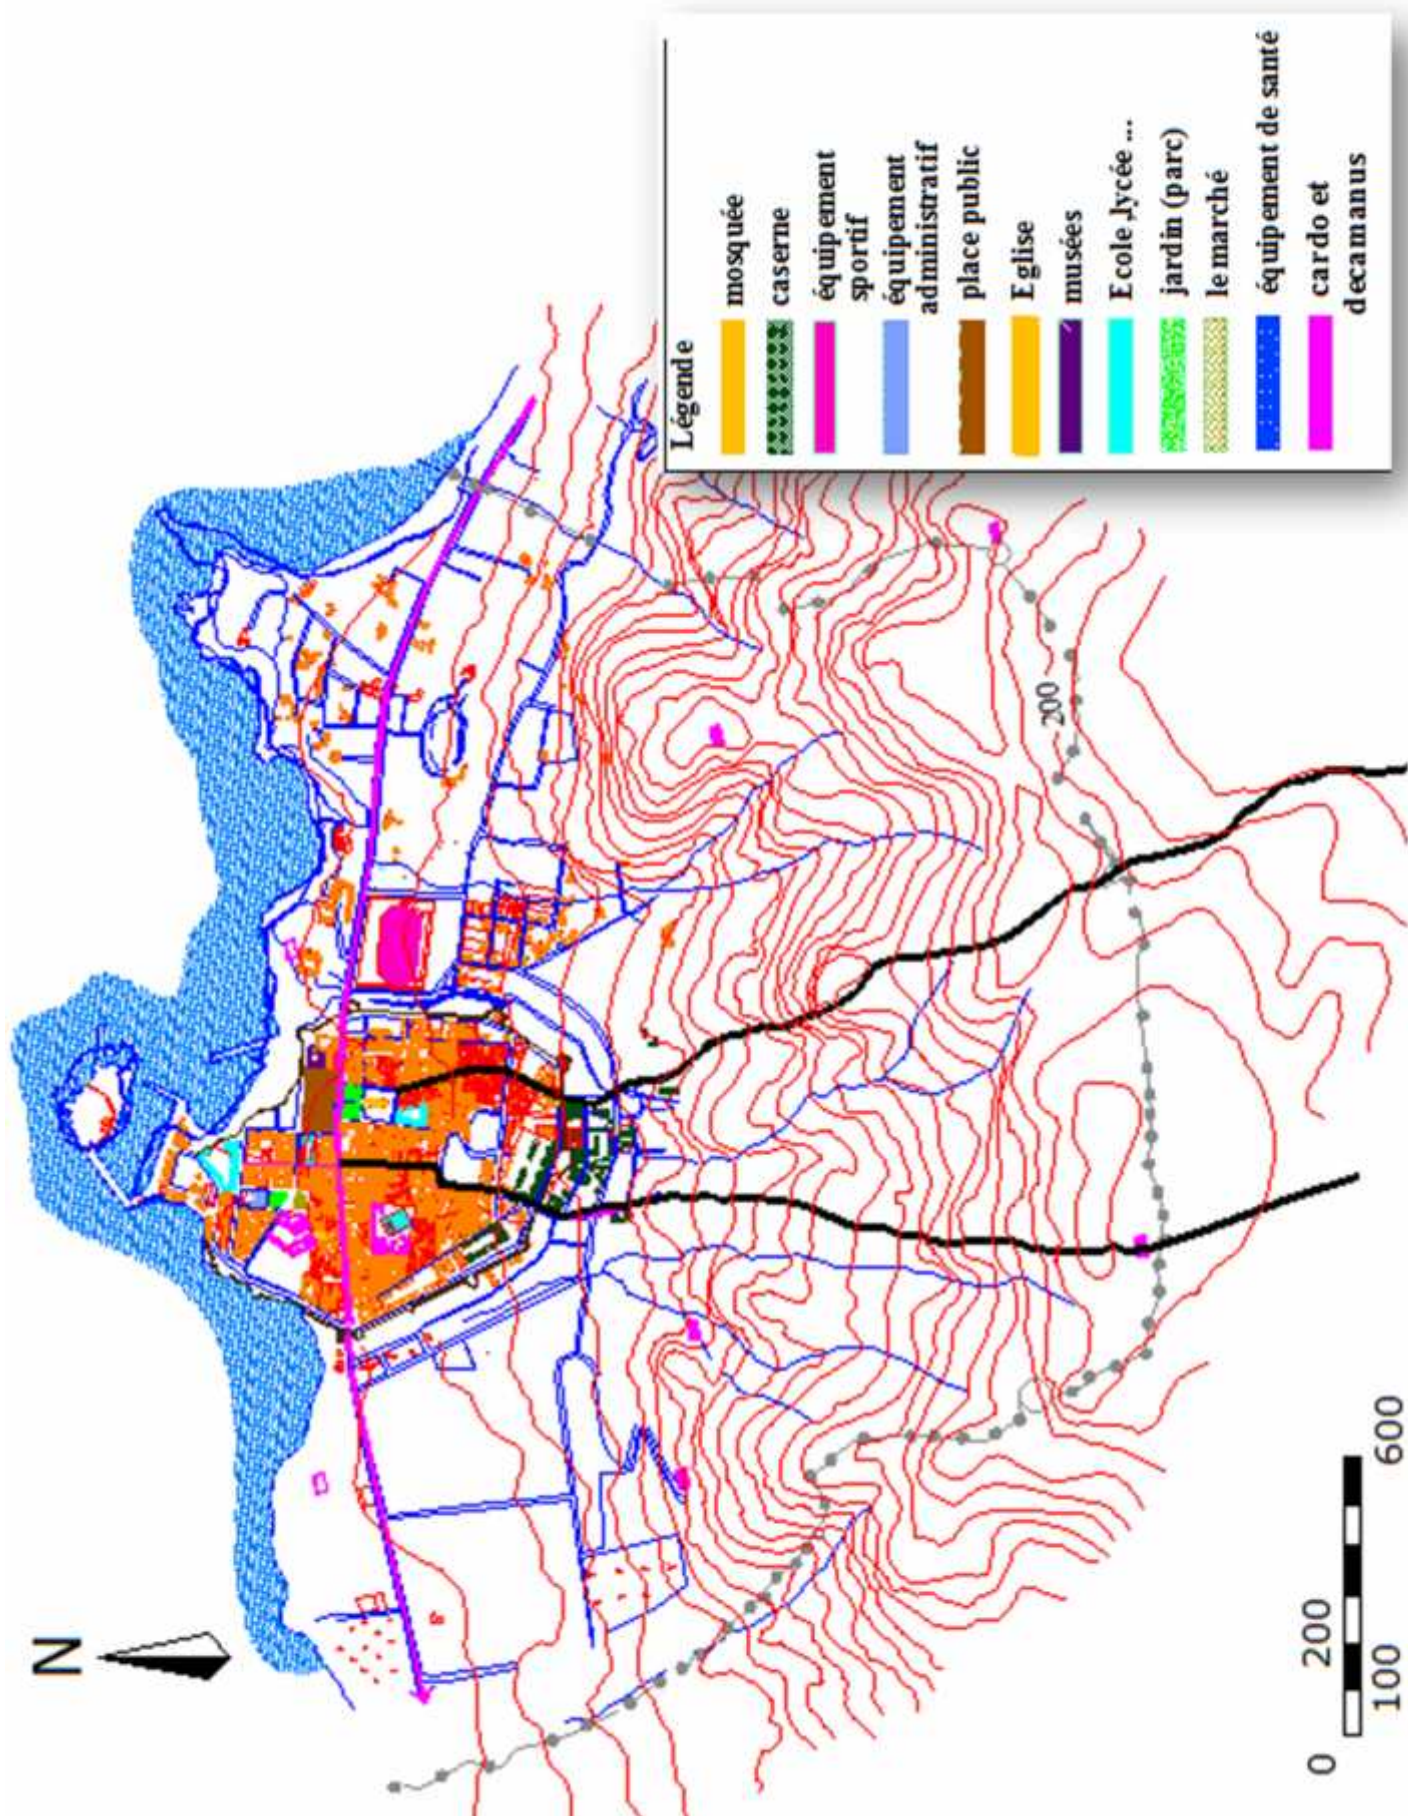 Légende
mosquée
caserne
équipement
sportif
équipement
administratif
place public
Eglise
musées
Ecole ,lycée ...
jardin (parc)
le marché
équipement de santé
cardo et
decamanus
N
200
0
100
200
600